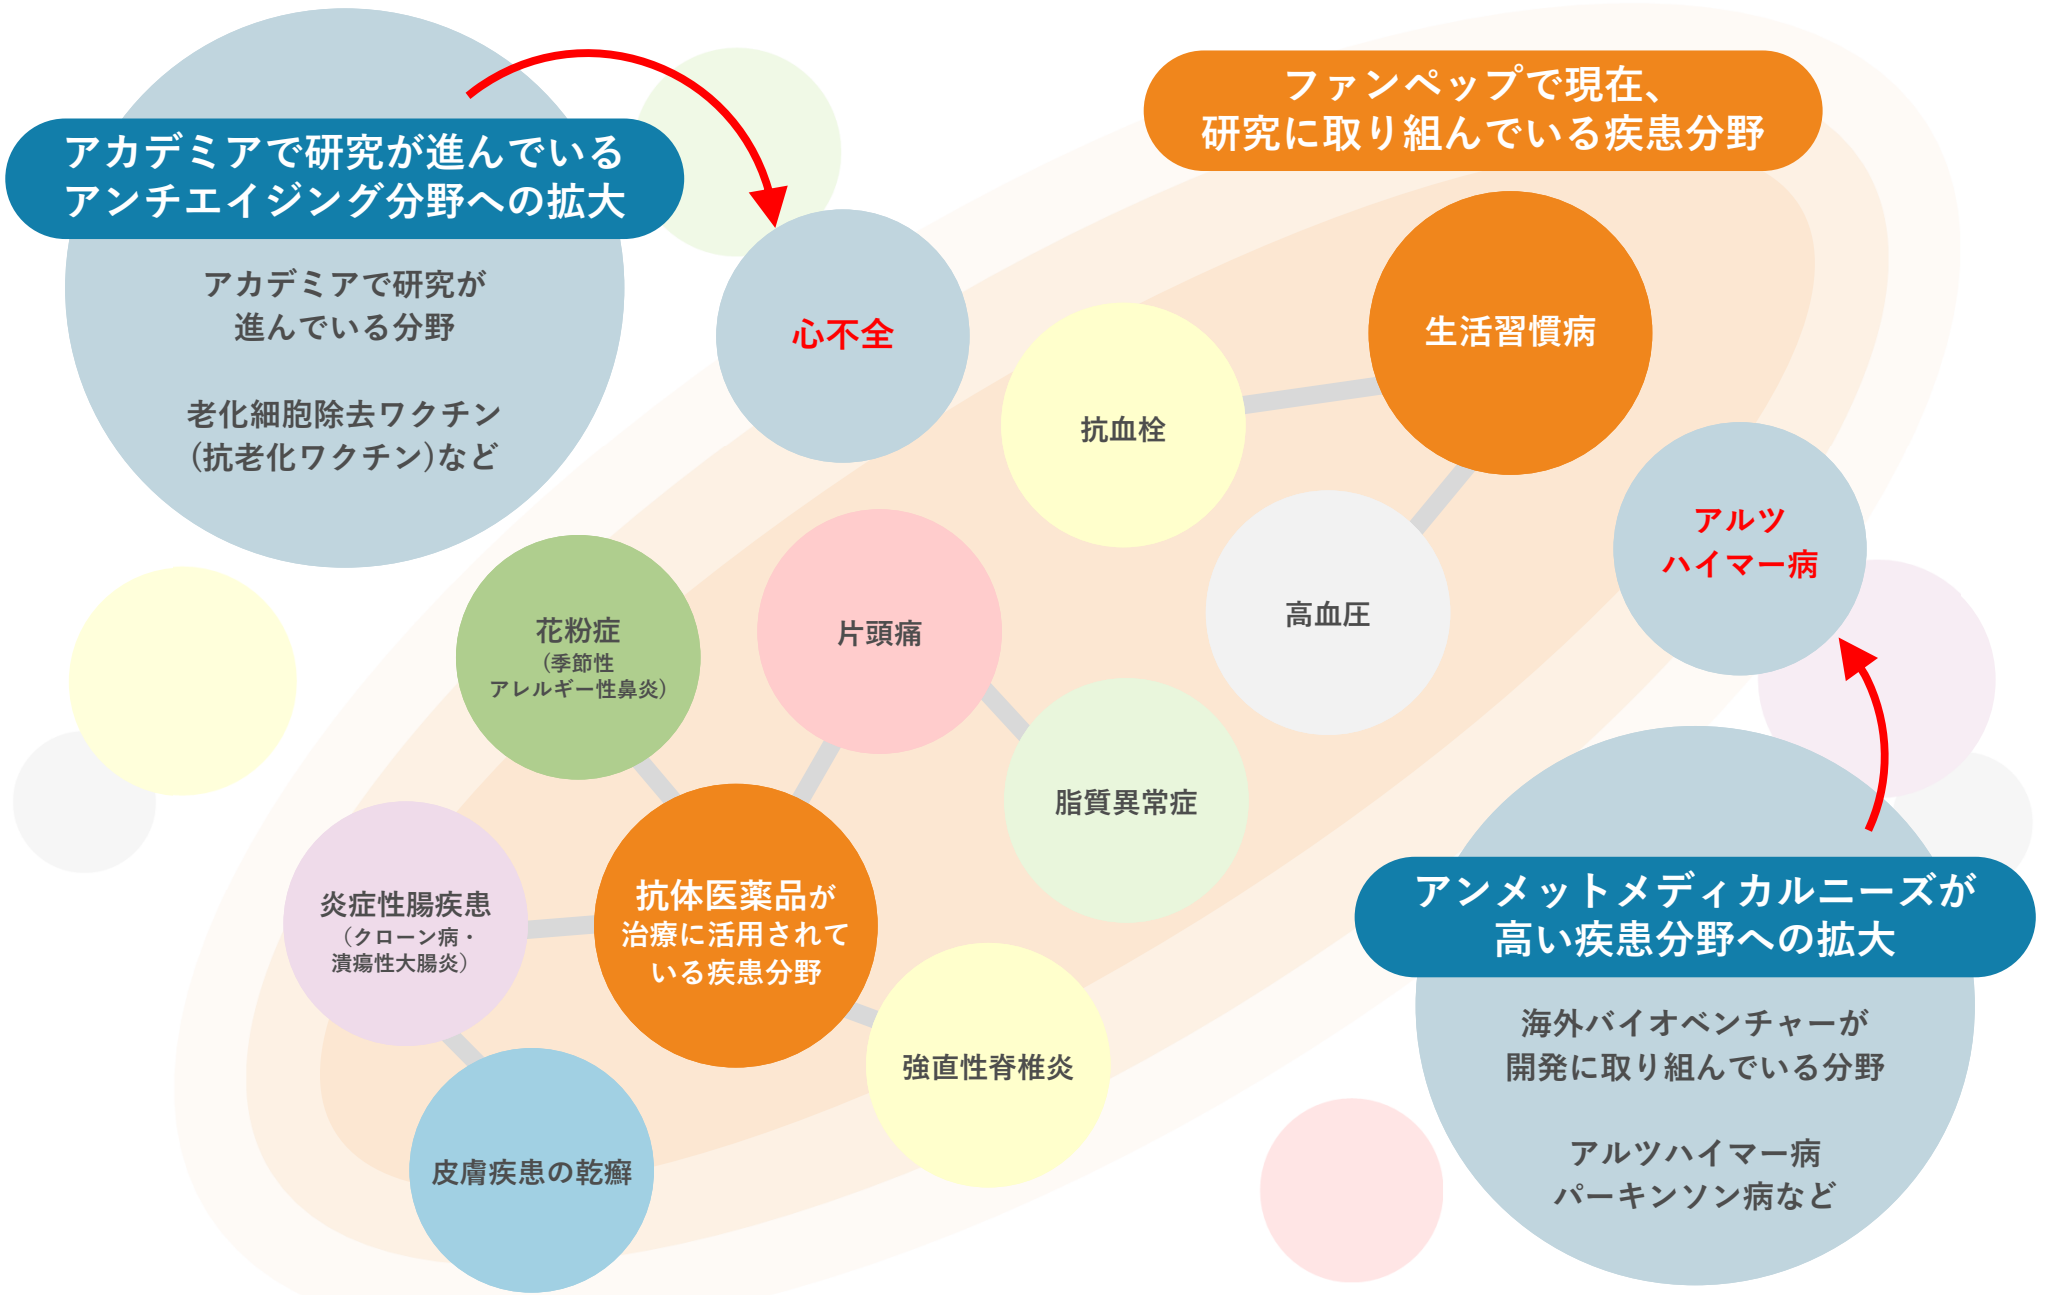 アカデミアで研究が進んでいる
アンチエイジング分野への拡大
アカデミアで研究が
進んでいる分野
老化細胞除去ワクチン
(抗老化ワクチン)など
ファンペップで現在、
研究に取り組んでいる疾患分野
心不全
抗血栓
生活習慣病
アルツ
ハイマー病
花粉症
(季節性
アレルギー性鼻炎)
片頭痛
高血圧
脂質異常症
炎症性腸疾患
(クローン病・
潰瘍性大腸炎)
抗体医薬品が
治療に活用されて
いる疾患分野
強直性脊椎炎
皮膚疾患の乾癬
アンメットメディカルニーズが
高い疾患分野への拡大
海外バイオベンチャーが
開発に取り組んでいる分野
アルツハイマー病
パーキンソン病など